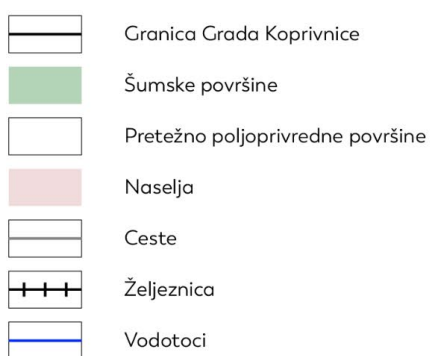 Granica Grada Koprivnice
Šumske površine
Pretežno poljoprivredne površine
Naselja
Ceste
Željeznica
Vodotoci